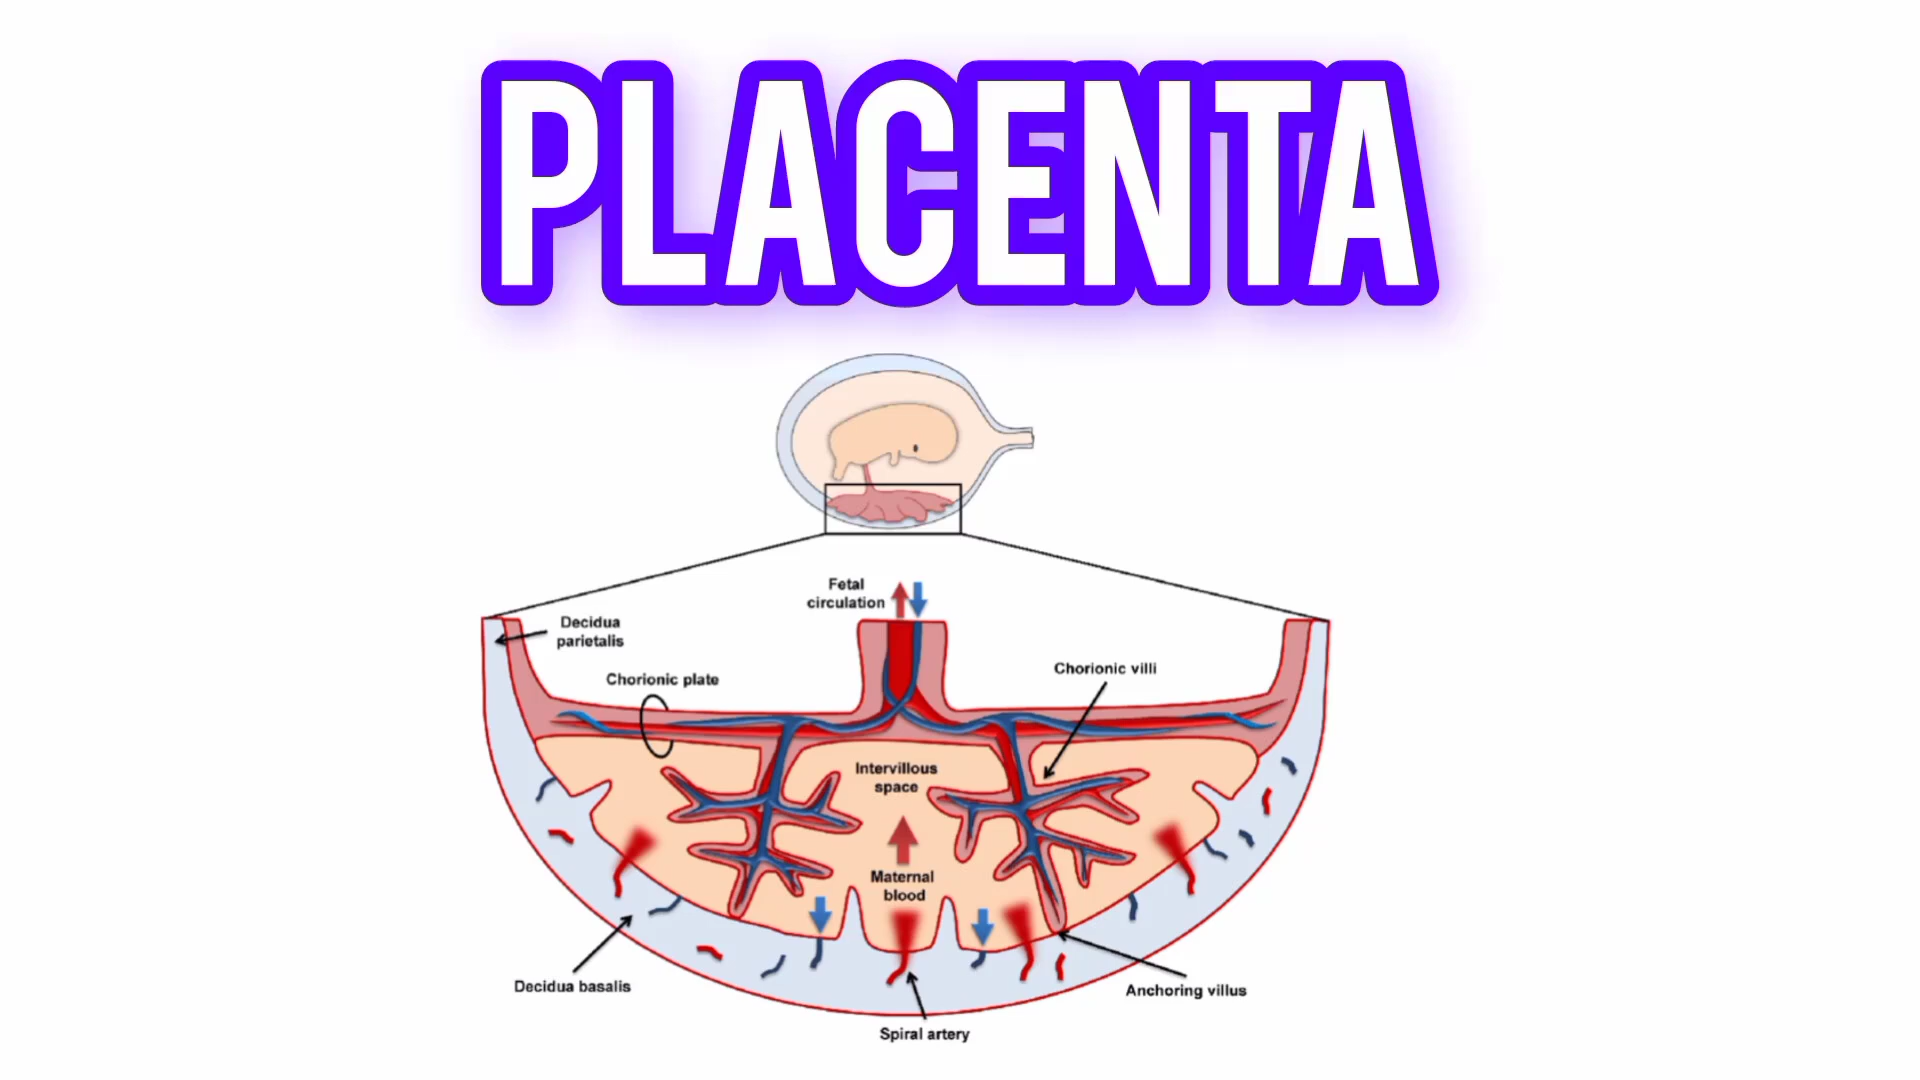 PLACENTA
Fetal
circulation
Decidua
parietalis
Chorionic plate
Chorionic villi
Intervillous
space
Maternal
blood
Decidua basalis
Anchoring villus
Spiral artery